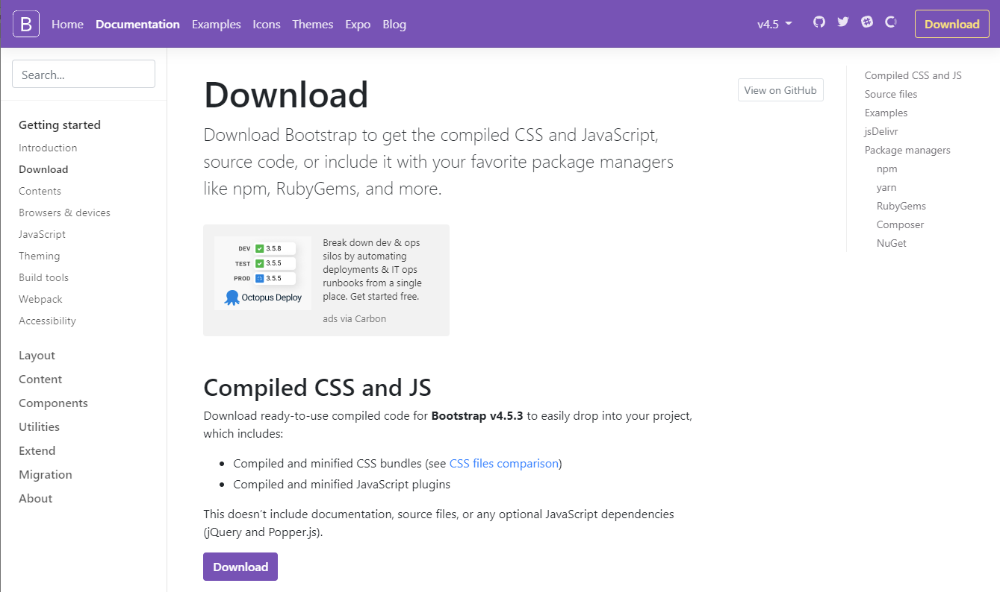 B Home Documentation Examples Icons Themes Expo Blog v4.5 Download
Search...
Getting started
Introduction
Download
Contents
Browsers & devices
JavaScript
Theming
Build tools
Webpack
Accessibility
Layout
Content
Components
Utilities
Extend
Migration
About
Download
View on GitHub
Download Bootstrap to get the compiled CSS and JavaScript,
source code, or include it with your favorite package managers
like npm, RubyGems, and more.
DEV 3.5.8
TEST 3.5.5
PROD 3.5.5
Octopus Deploy
Break down dev & ops
silos by automating
deployments & IT ops
runbooks from a single
place. Get started free.
ads via Carbon
Compiled CSS and JS
Download ready-to-use compiled code for Bootstrap v4.5.3 to easily drop into your project,
which includes:
• Compiled and minified CSS bundles (see CSS files comparison)
• Compiled and minified JavaScript plugins
This doesn’t include documentation, source files, or any optional JavaScript dependencies
(jQuery and Popper.js).
Download
Compiled CSS and JS
Source files
Examples
jsDelivr
Package managers
npm
yarn
RubyGems
Composer
NuGet